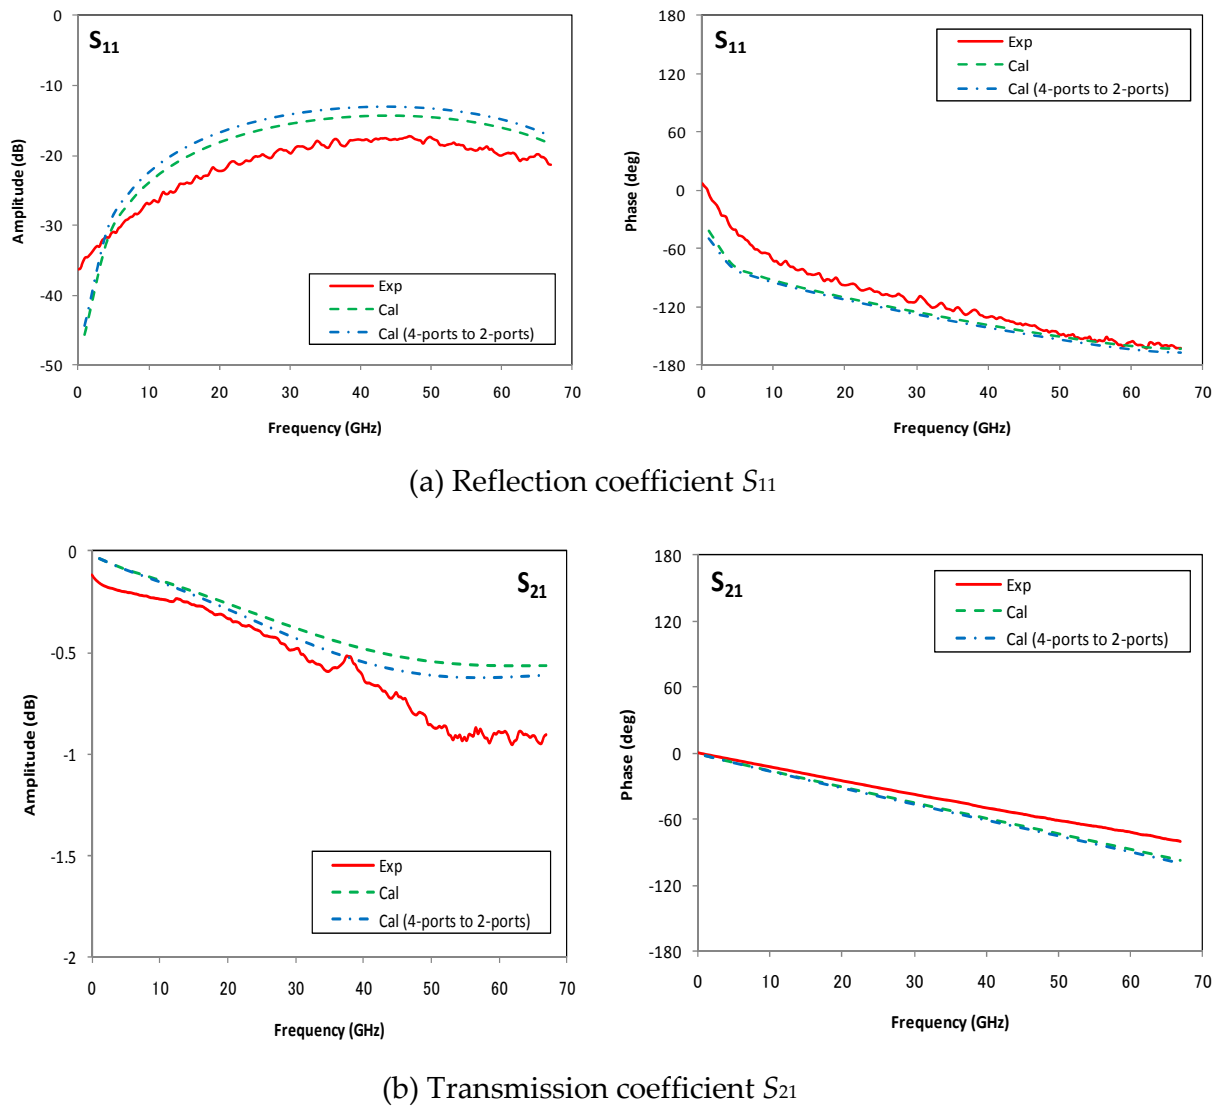 S11
0
-10
-20
-30
-40
-50
Amplitude (dB)
Exp
Cal
Cal (4-ports to 2-ports)
0 10 20 30 40 50 60 70
Frequency (GHz)
S11
180
120
60
0
-60
-120
-180
Phase (deg)
Exp
Cal
Cal (4-ports to 2-ports)
0 10 20 30 40 50 60 70
Frequency (GHz)
(a) Reflection coefficient S11
S21
0
-0.5
-1
-1.5
-2
Amplitude (dB)
Exp
Cal
Cal (4-ports to 2-ports)
0 10 20 30 40 50 60 70
Frequency (GHz)
S21
180
120
60
0
-60
-120
-180
Phase (deg)
Exp
Cal
Cal (4-ports to 2-ports)
0 10 20 30 40 50 60 70
Frequency (GHz)
(b) Transmission coefficient S21